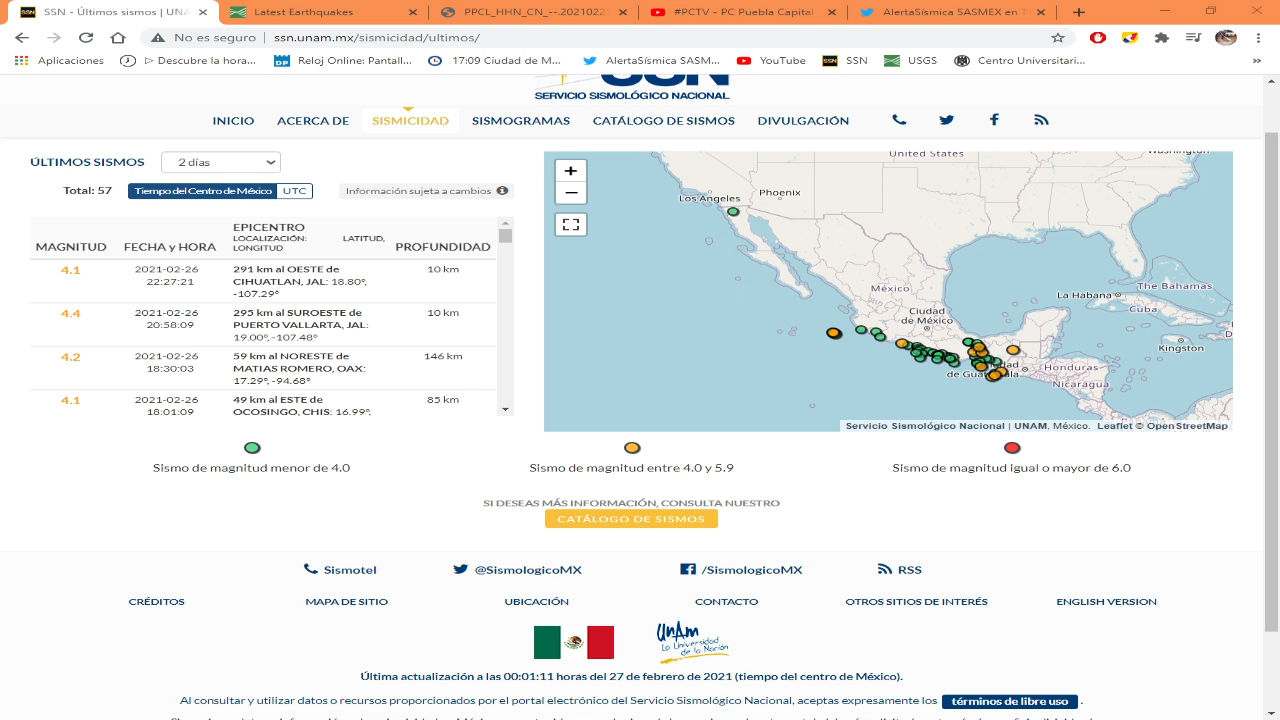 SSN - Últimos sismos | UNA
Latest Earthquakes
PPCL_HHN_CN_--.2021022
#PCTV - PC Puebla Capital
AlertaSísmica SASMEX en T
No es seguro | ssn.unam.mx/sismicidad/ultimos/
Aplicaciones
Descubre la hora...
Reloj Online: Pantall...
17:09 Ciudad de M...
AlertaSísmica SASM...
YouTube
SSN
USGS
Centro Universitari...
»
SSN
SERVICIO SISMOLÓGICO NACIONAL
INICIO
ACERCA DE
SISMICIDAD
SISMOGRAMAS
CATÁLOGO DE SISMOS
DIVULGACIÓN
ÚLTIMOS SISMOS
2 días
Total: 57
Tiempo del Centro de México
UTC
Información sujeta a cambios
MAGNITUD
FECHA y HORA
EPICENTRO
LOCALIZACIÓN: LATITUD,
LONGITUD
PROFUNDIDAD
4.1
2021-02-26
22:27:21
291 km al OESTE de
CIHUATLAN, JAL: 18.80°,
-107.29°
10 km
4.4
2021-02-26
20:58:09
295 km al SUROESTE de
PUERTO VALLARTA, JAL:
19.00°, -107.48°
10 km
4.2
2021-02-26
18:30:03
59 km al NORESTE de
MATIAS ROMERO, OAX:
17.29°, -94.68°
146 km
4.1
2021-02-26
18:01:09
49 km al ESTE de
OCOSINGO, CHIS: 16.99°,
85 km
+
−
United States
Washington
Los Angeles
Phoenix
México
Ciudad
de México
La Habana
The Bahamas
Cuba
Kingston
Honduras
Nicaragua
Servicio Sismológico Nacional | UNAM, México. Leaflet © OpenStreetMap
Sismo de magnitud menor de 4.0
Sismo de magnitud entre 4.0 y 5.9
Sismo de magnitud igual o mayor de 6.0
SI DESEAS MÁS INFORMACIÓN, CONSULTA NUESTRO
CATÁLOGO DE SISMOS
Sismotel
@SismologicoMX
/SismologicoMX
RSS
CRÉDITOS
MAPA DE SITIO
UBICACIÓN
CONTACTO
OTROS SITIOS DE INTERÉS
ENGLISH VERSION
UNAM
La Universidad
de la Nación
Última actualización a las 00:01:11 horas del 27 de febrero de 2021 (tiempo del centro de México).
Al consultar y utilizar datos o recursos proporcionados por el portal electrónico del Servicio Sismológico Nacional, aceptas expresamente los términos de libre uso .